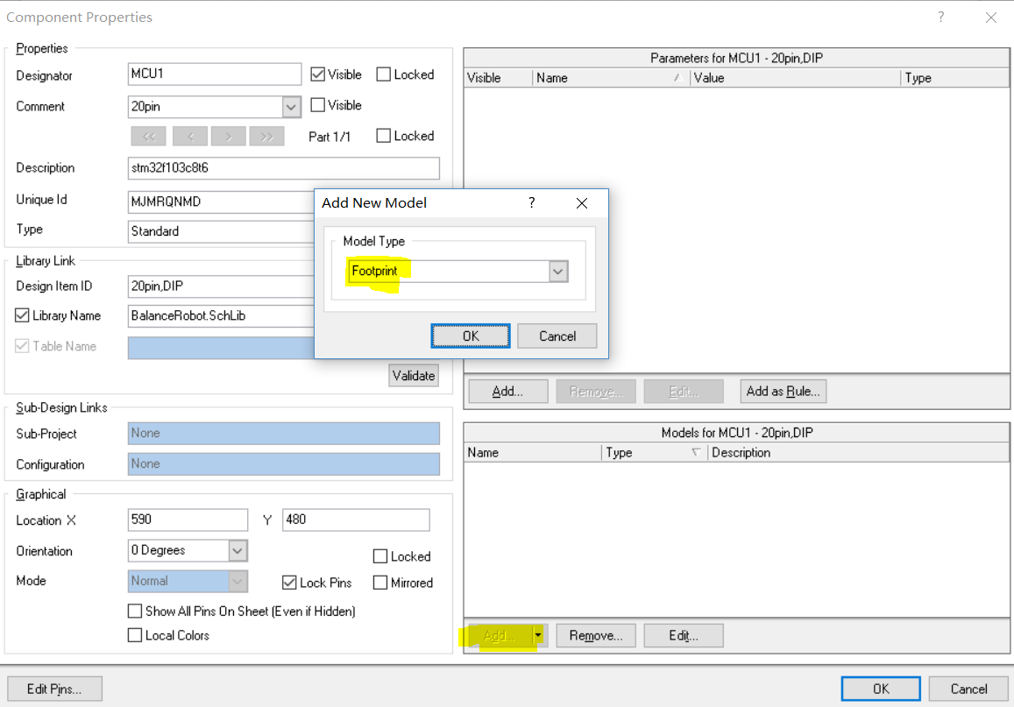 Component Properties
?
Properties
Designator
MCU1
Visible
Locked
Comment
20pin
Visible
<<
<
>
>>
Part 1/1
Locked
Description
stm32f103c8t6
Unique Id
MJMRQNMD
Type
Standard
Library Link
Design Item ID
20pin,DIP
Library Name
BalanceRobot.SchLib
Table Name
Validate
Sub-Design Links
Sub-Project
None
Configuration
None
Graphical
Location X
590
Y
480
Orientation
0 Degrees
Locked
Mode
Normal
Lock Pins
Mirrored
Show All Pins On Sheet (Even if Hidden)
Local Colors
Add New Model
?
Model Type
Footprint
OK
Cancel
Parameters for MCU1 - 20pin,DIP
Visible
Name
Value
Type
Add...
Remove...
Edit...
Add as Rule...
Models for MCU1 - 20pin,DIP
Name
Type
Description
Add...
Remove...
Edit...
Edit Pins...
OK
Cancel